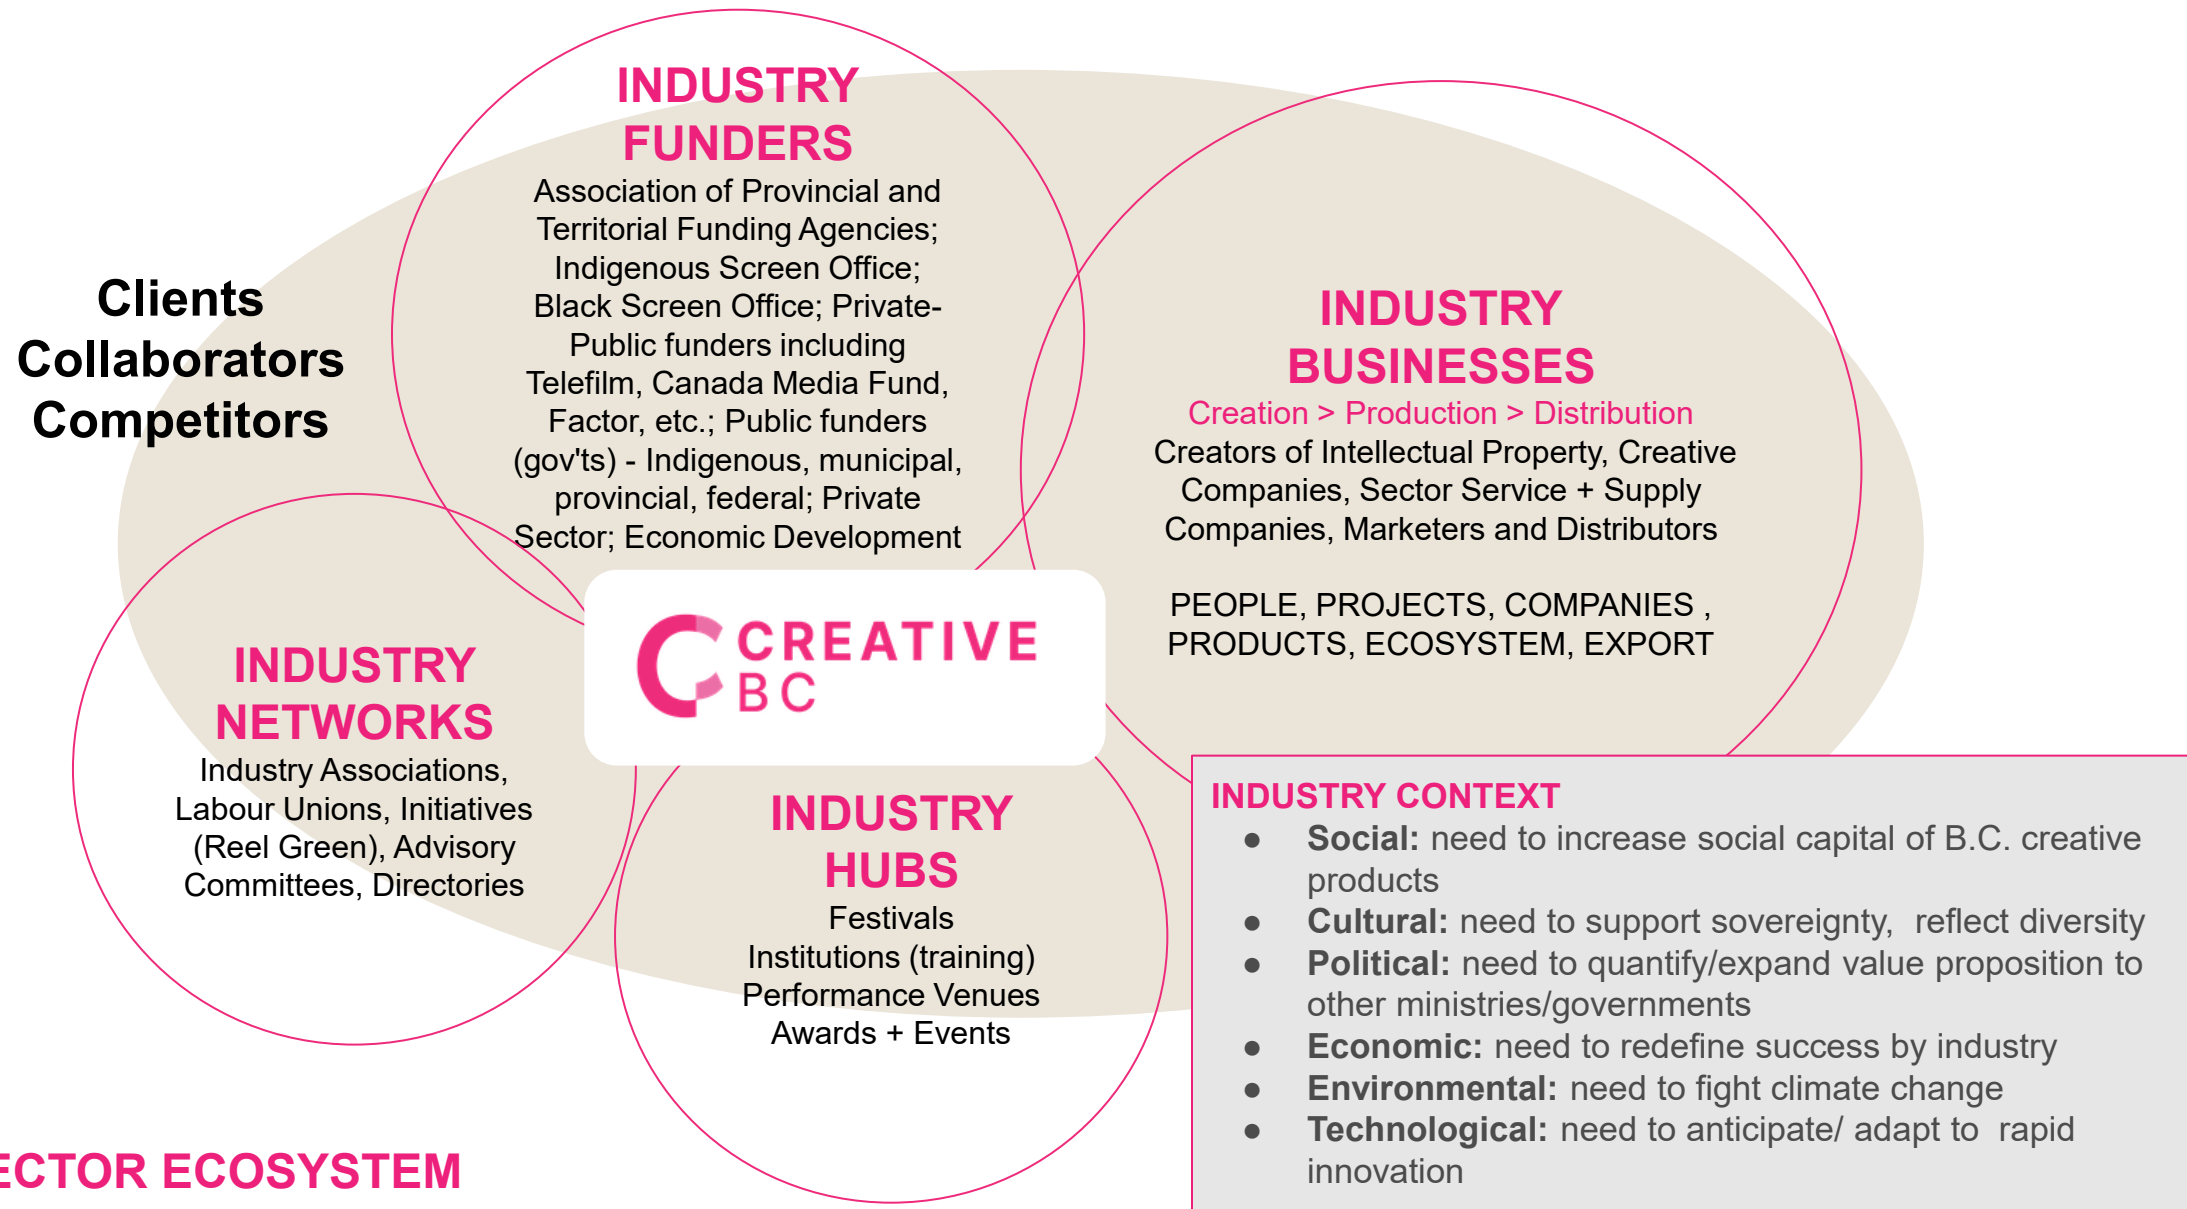 INDUSTRY
FUNDERS
Association of Provincial and
Territorial Funding Agencies;
Indigenous Screen Office;
Black Screen Office; Private-
Public funders including
Telefilm, Canada Media Fund,
Factor, etc.; Public funders
(gov'ts) - Indigenous, municipal,
provincial, federal; Private
Sector; Economic Development
Clients
Collaborators
Competitors
INDUSTRY
BUSINESSES
Creation > Production > Distribution
Creators of Intellectual Property, Creative
Companies, Sector Service + Supply
Companies, Marketers and Distributors
PEOPLE, PROJECTS, COMPANIES ,
PRODUCTS, ECOSYSTEM, EXPORT
CREATIVE
BC
INDUSTRY
NETWORKS
Industry Associations,
Labour Unions, Initiatives
(Reel Green), Advisory
Committees, Directories
INDUSTRY
HUBS
Festivals
Institutions (training)
Performance Venues
Awards + Events
INDUSTRY CONTEXT
● Social: need to increase social capital of B.C. creative
products
● Cultural: need to support sovereignty,  reflect diversity
● Political: need to quantify/expand value proposition to
other ministries/governments
● Economic: need to redefine success by industry
● Environmental: need to fight climate change
● Technological: need to anticipate/ adapt to  rapid
innovation
ECTOR ECOSYSTEM